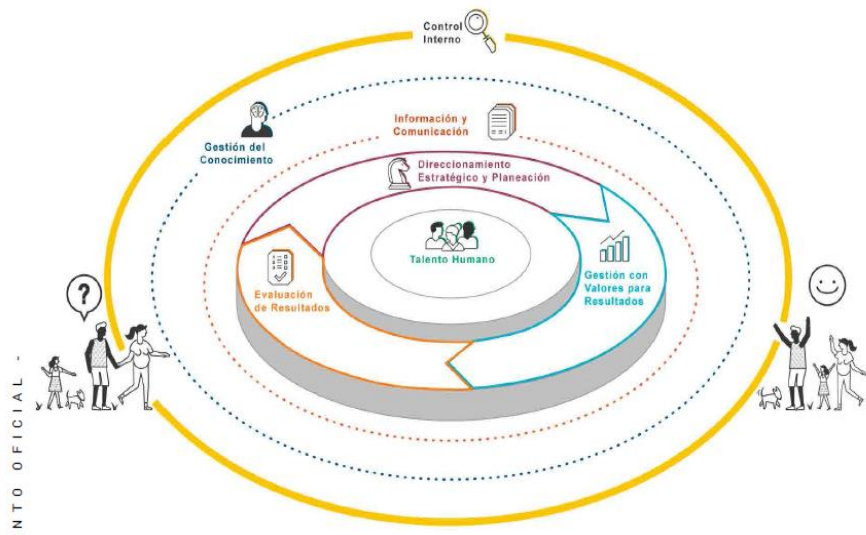 Control
Interno
Gestión del
Conocimiento
Información y
Comunicación
Direccionamiento
Estratégico y Planeación
Talento Humano
Gestión con
Valores para
Resultados
Evaluación
de Resultados
?
NTO OFICIAL -